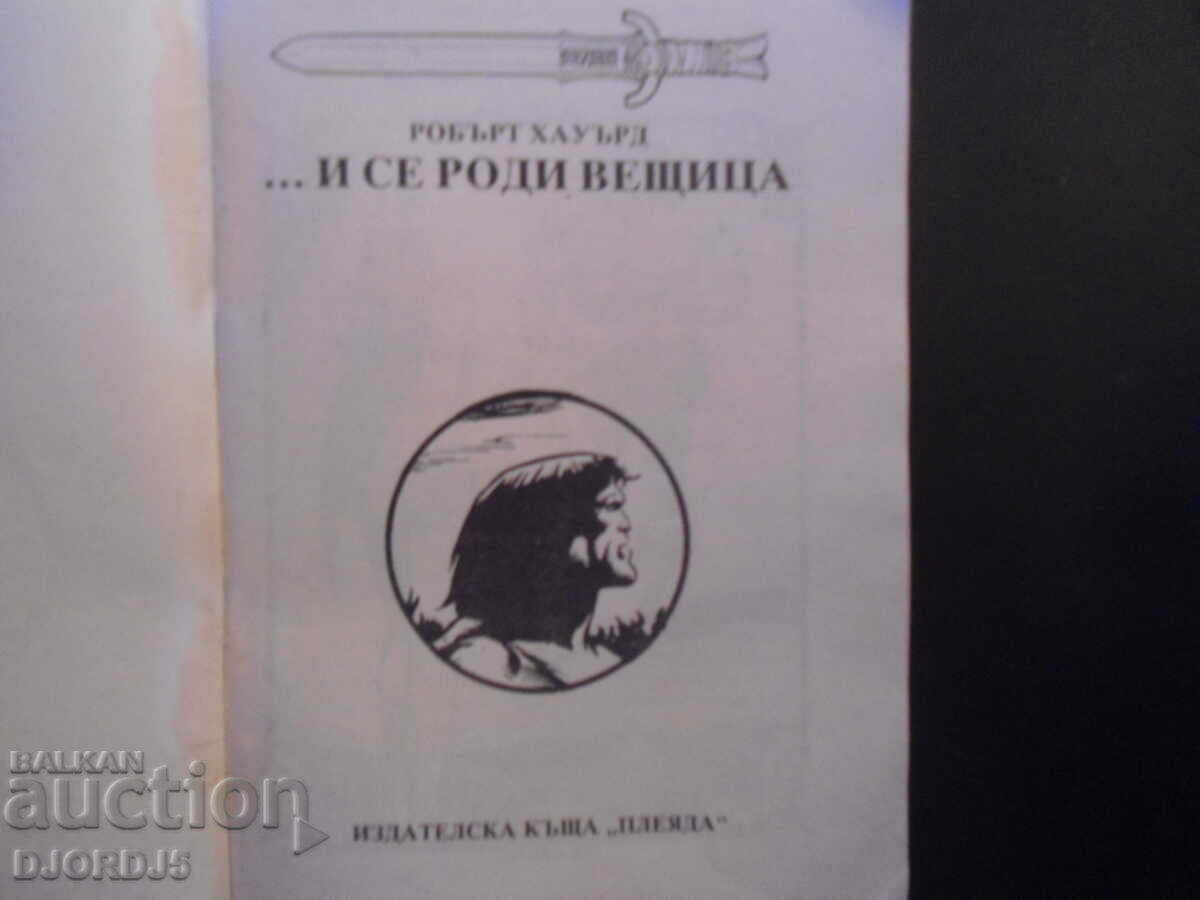 РОБЪРТ ХАУЪРД
... И СЕ РОДИ ВЕЩИЦА
ИЗДАТЕЛСКА КЪЩА „ПЛЕЯДА“
BALKAN
auction
DJORDJ5